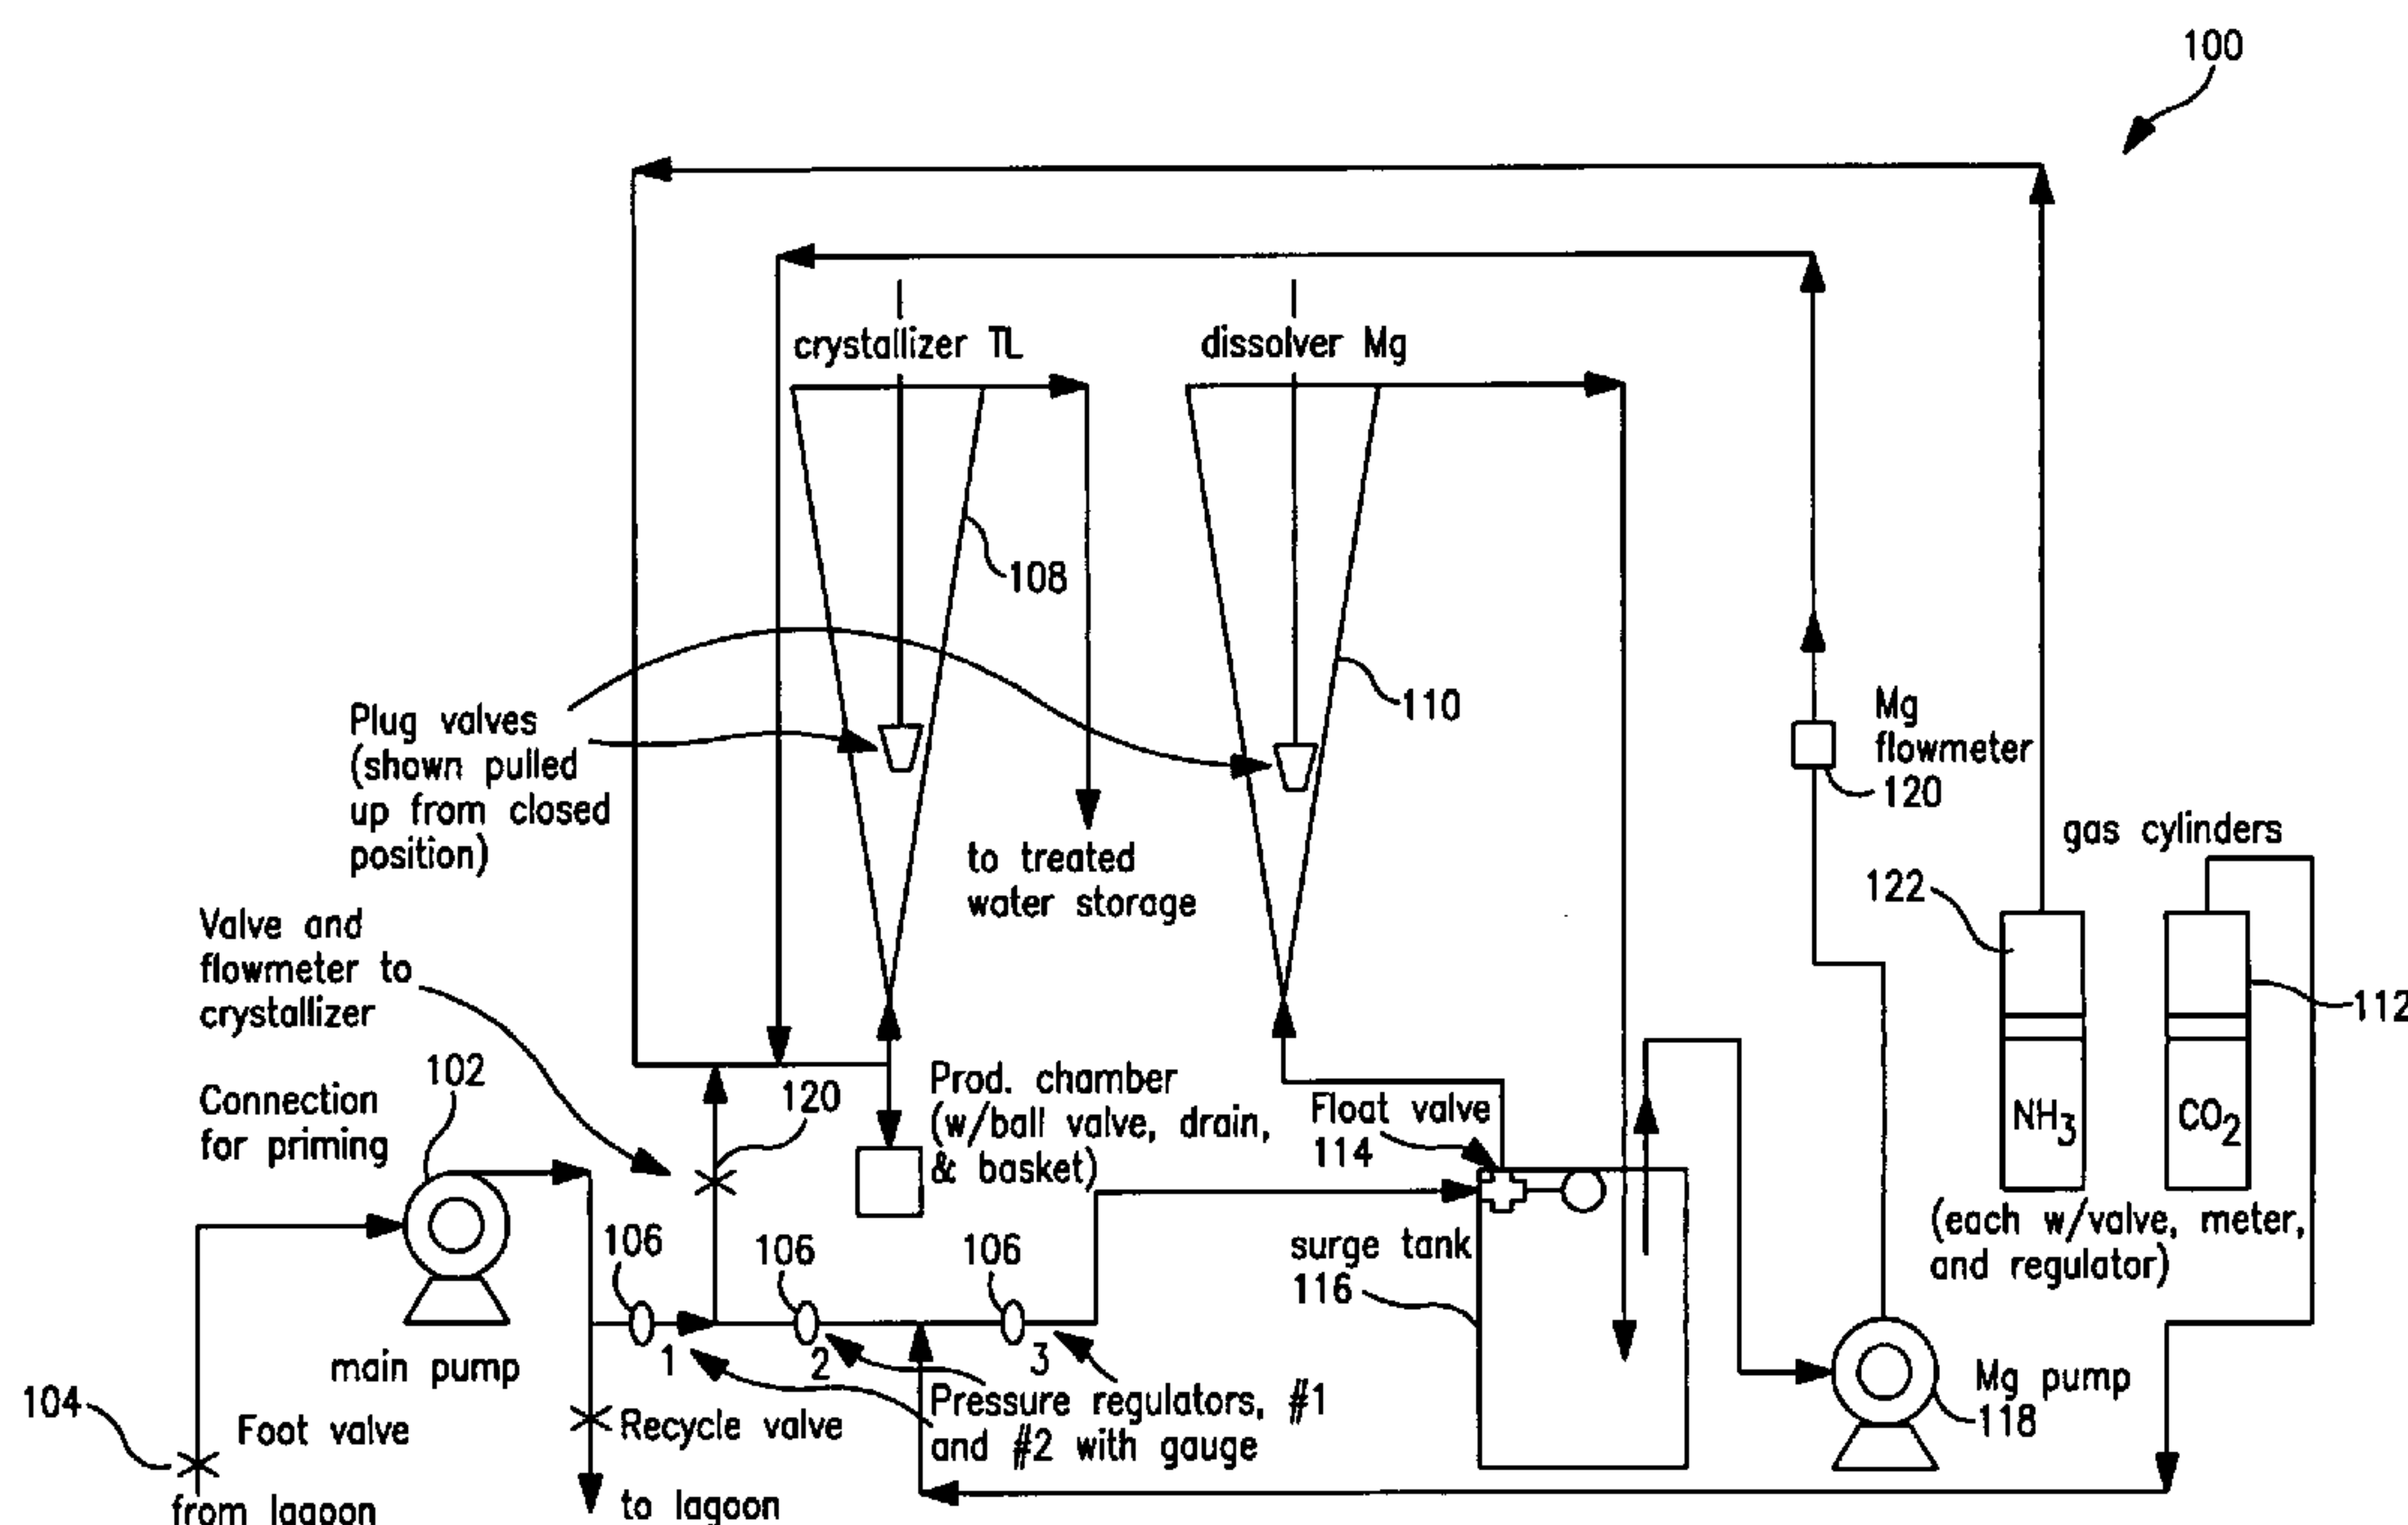 100
crystallizer TL
dissolver Mg
108
110
Plug valves
(shown pulled
up from closed
position)
Mg
flowmeter
120
gas cylinders
122
112
to treated
water storage
Valve and
flowmeter to
crystallizer
Connection
for priming
102
120
Prod. chamber
(w/ball valve, drain,
& basket)
Float valve
114
NH3
CO2
(each w/valve, meter,
and regulator)
106
106
106
surge tank
116
1
2
3
main pump
Pressure regulators, #1
and #2 with gauge
Mg pump
118
104
Foot valve
Recycle valve
from lagoon
to lagoon